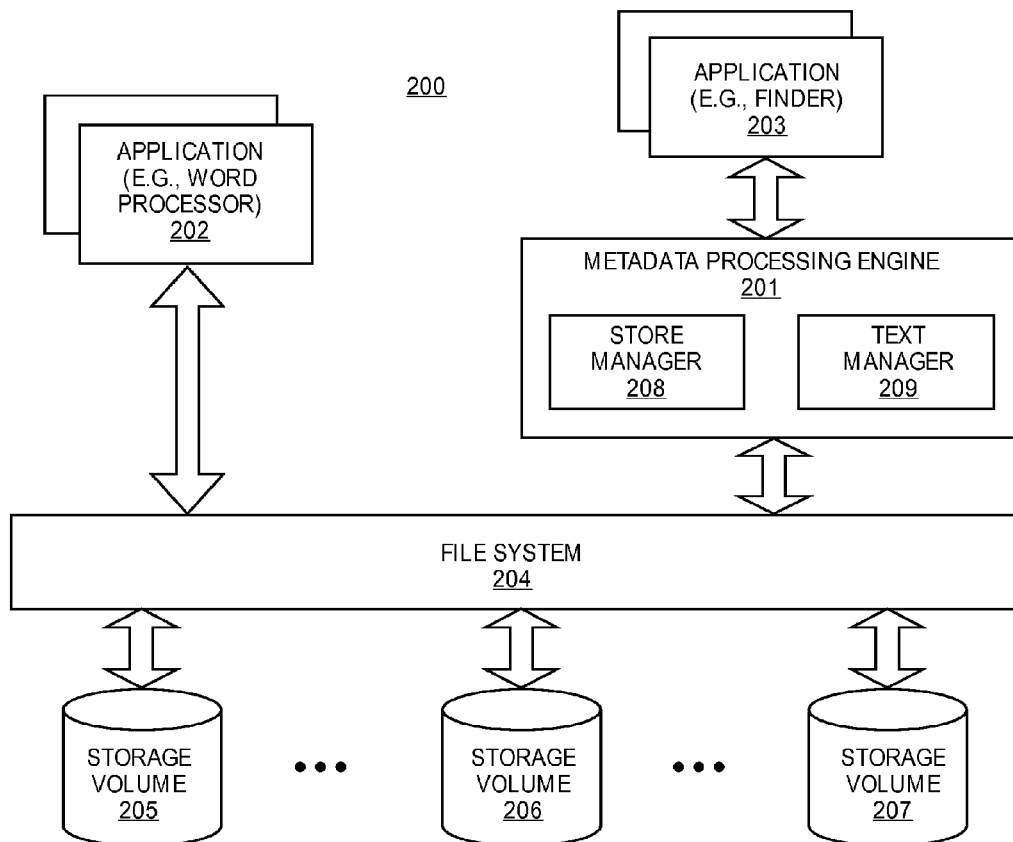 200
APPLICATION
(E.G., FINDER)
203
APPLICATION
(E.G., WORD
PROCESSOR)
202
METADATA PROCESSING ENGINE
201
STORE
MANAGER
208
TEXT
MANAGER
209
FILE SYSTEM
204
STORAGE
VOLUME
205
STORAGE
VOLUME
206
STORAGE
VOLUME
207